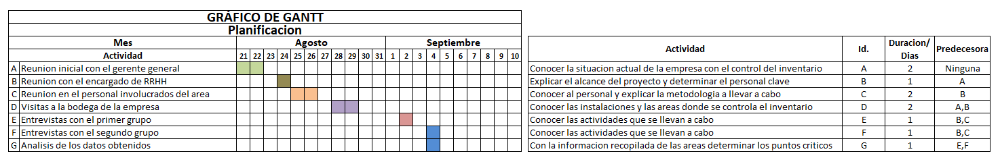 GRÁFICO DE GANTT
Planificacion
Mes Agosto Septiembre
Actividad 21 22 23 24 25 26 27 28 29 30 31 1 2 3 4 5 6 7 8 9 10
A Reunion inicial con el gerente general
B Reunion con el encargado de RRHH
C Reunion en el personal involucrados del area
D Visitas a la bodega de la empresa
E Entrevistas con el primer grupo
F Entrevistas con el segundo grupo
G Analisis de los datos obtenidos
Actividad Id. Duracion/ Predecesora
Dias
Conocer la situacion actual de la empresa con el control del inventario A 2 Ninguna
Explicar el alcance del proyecto y determinar el personal clave B 1 A
Conocer al personal y explicar la metodologia a llevar a cabo C 2 B
Conocer las instalaciones y las areas donde se controla el inventario D 2 A,B
Conocer las actividades que se llevan a cabo E 1 B,C
Conocer las actividades que se llevan a cabo F 1 B,C
Con la informacion recopilada de las areas determinar los puntos criticos G 1 E,F